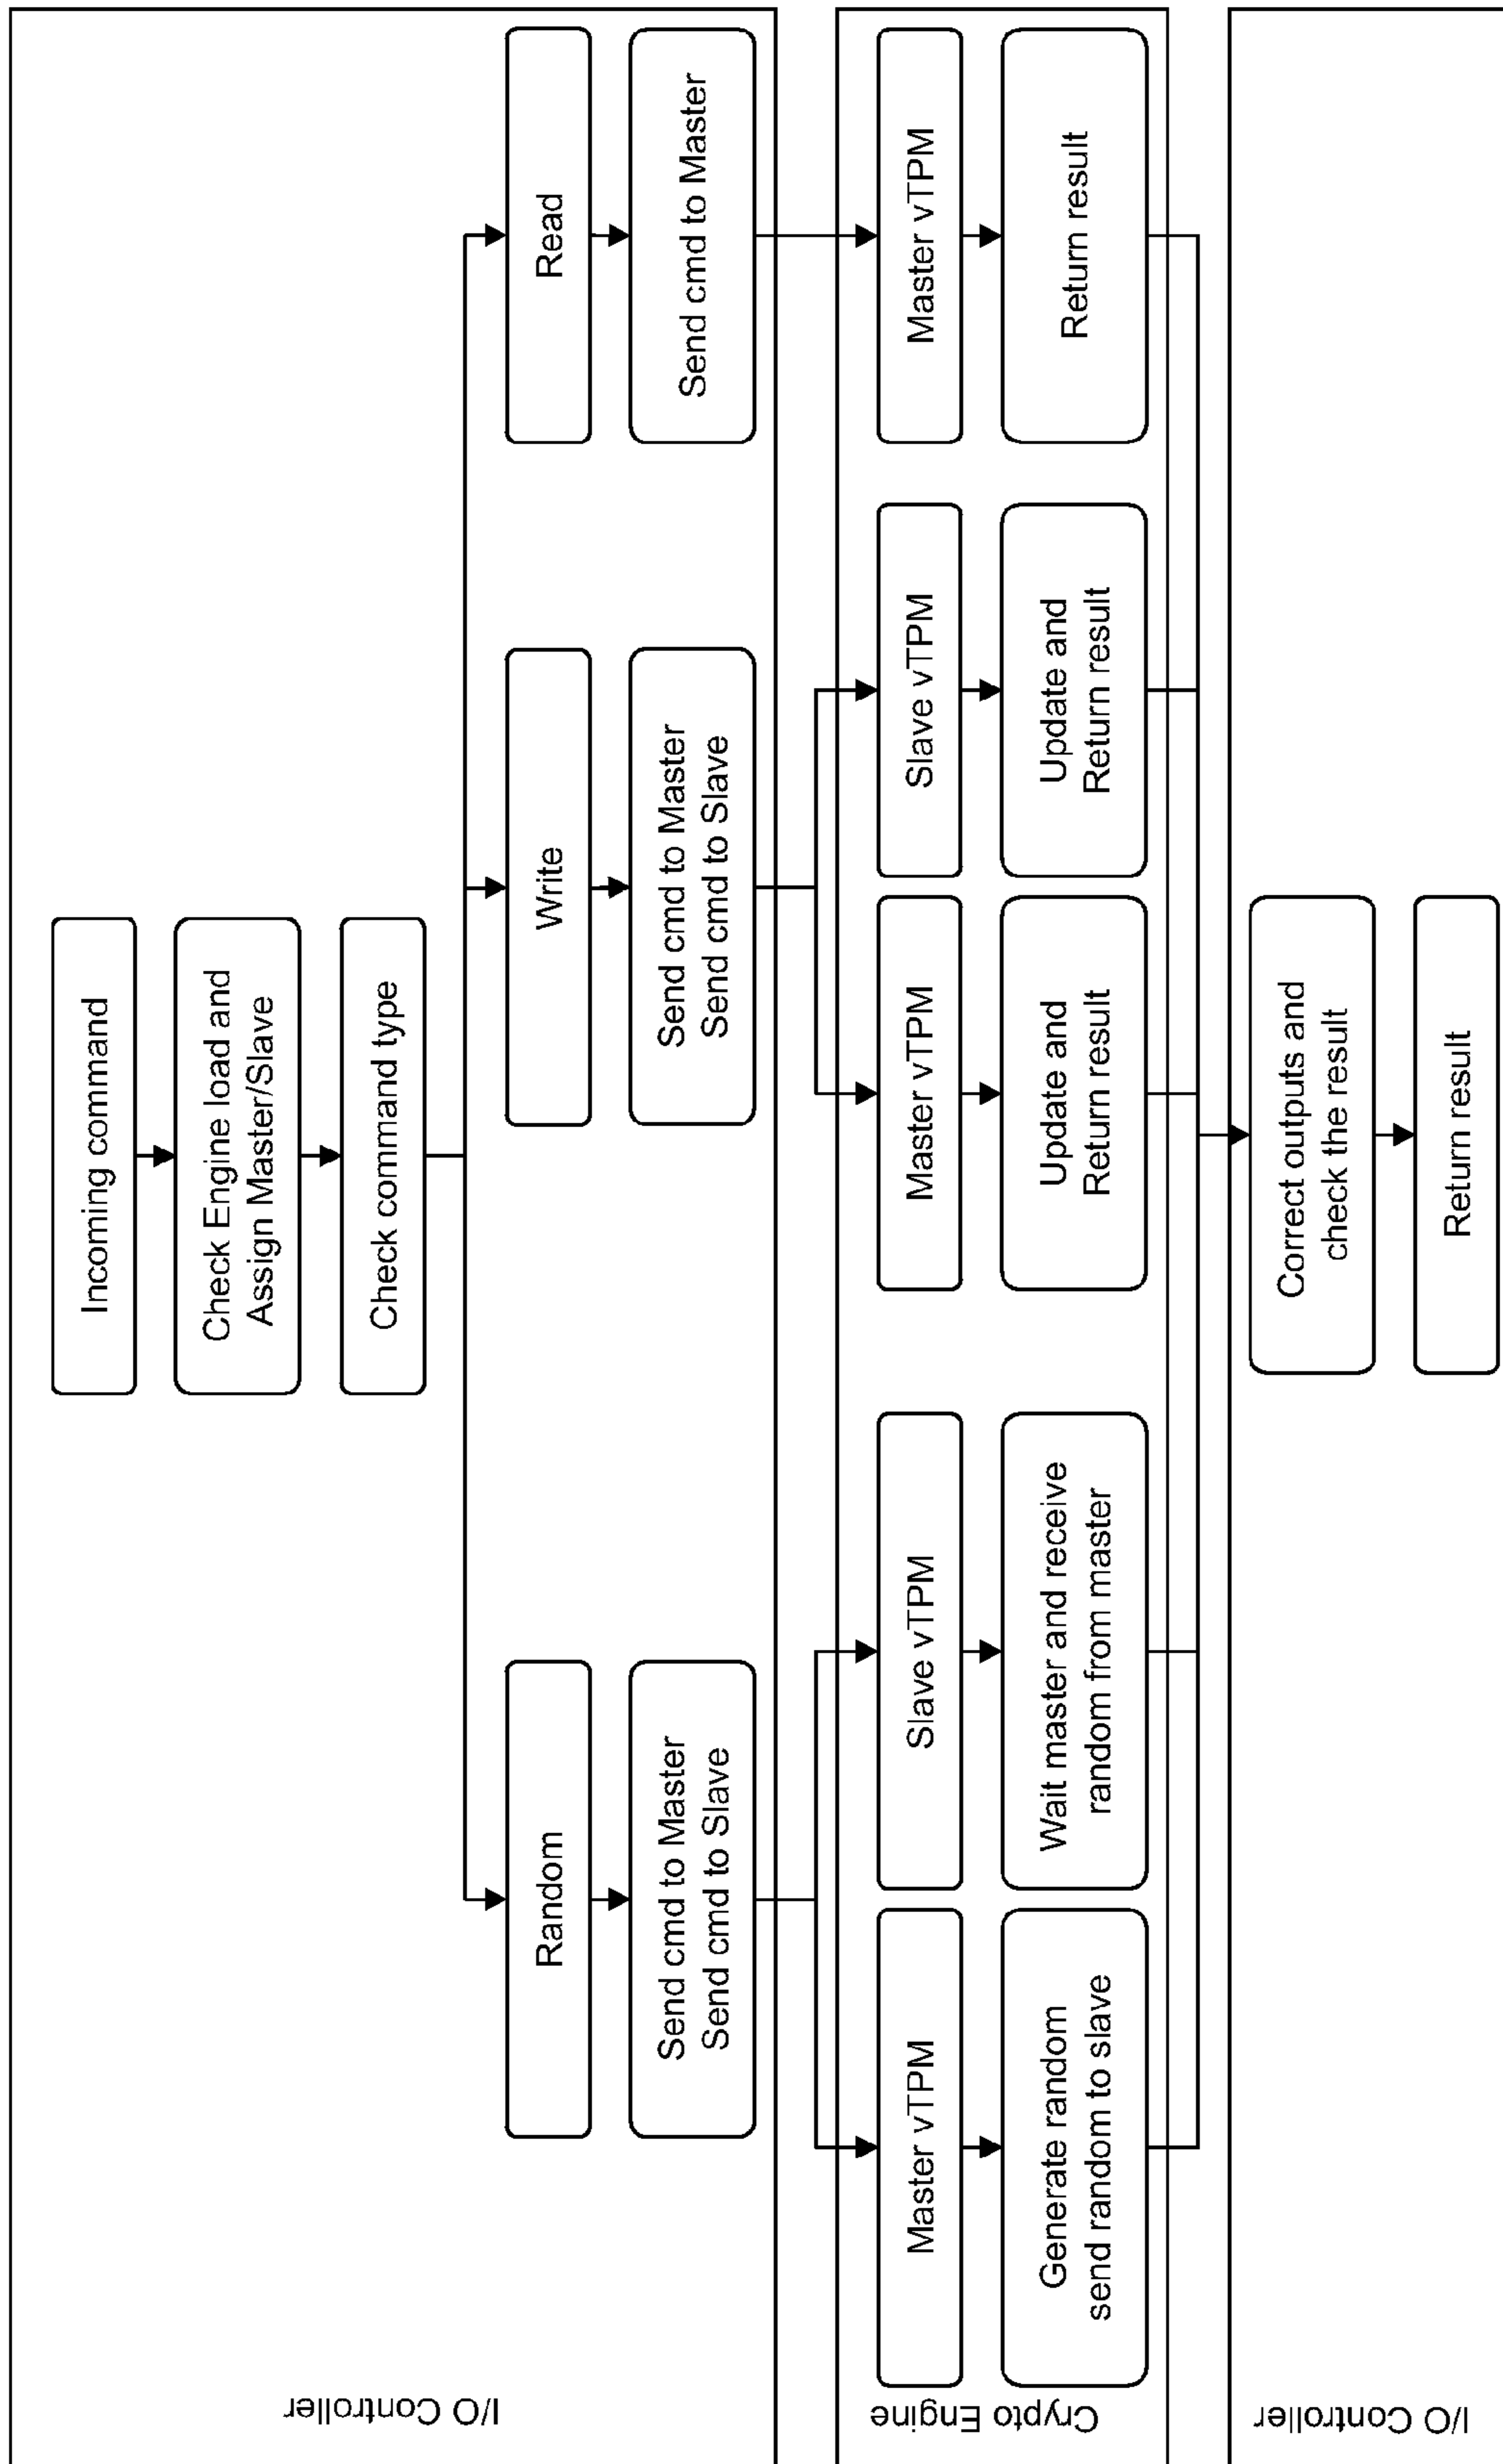 I/O Controller
Incoming command
Check Engine load and
Assign Master/Slave
Check command type
Random
Write
Read
Send cmd to Master
Send cmd to Slave
Send cmd to Master
Send cmd to Slave
Send cmd to Master
Crypto Engine
Master vTPM
Slave vTPM
Master vTPM
Slave vTPM
Master vTPM
Generate random
send random to slave
Wait master and receive
random from master
Update and
Return result
Update and
Return result
Return result
I/O Controller
Correct outputs and
check the result
Return result